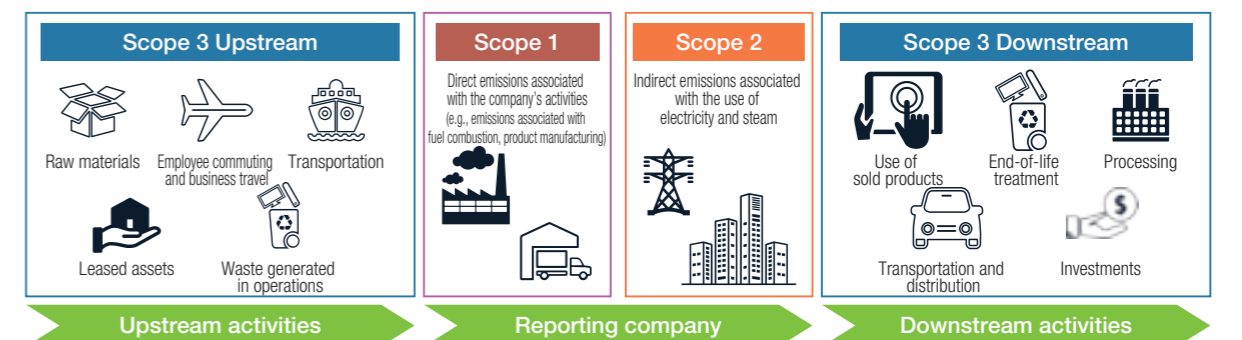 Scope 3 Upstream
Raw materials
Employee commuting
and business travel
Transportation
Leased assets
Waste generated
in operations
Scope 1
Direct emissions associated
with the company's activities
(e.g., emissions associated with
fuel combustion, product manufacturing)
Scope 2
Indirect emissions associated
with the use of
electricity and steam
Scope 3 Downstream
Use of
sold products
End-of-life
treatment
Processing
Transportation and
distribution
$
Investments
Upstream activities
Reporting company
Downstream activities